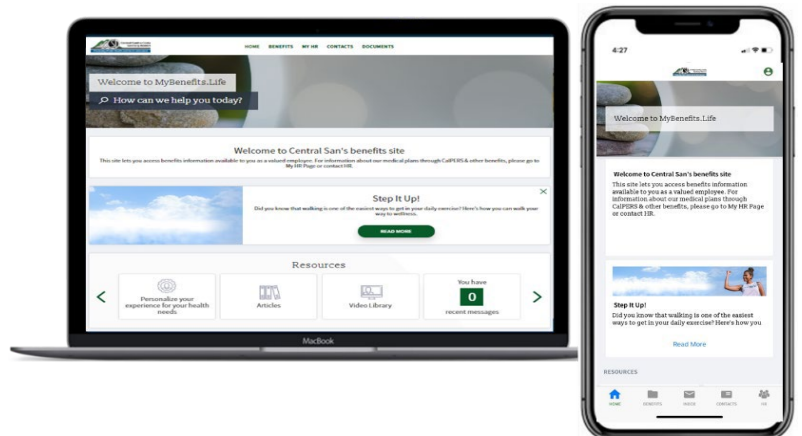 HOME BENEFITS MY HR CONTACTS DOCUMENTS
Welcome to MyBenefits.Life
How can we help you today?
Welcome to Central San's benefits site
This site lets you access benefits information available to you as a valued employee. For information about our medical plans through CalPERS & other benefits, please go to
My HR Page or contact HR.
Step It Up!
Did you know that walking is one of the easiest ways to get in your daily exercise? Here's how you can walk your
way to wellness.
READ MORE
Resources
Personalize your
experience for your health
needs
Articles
Video Library
You have
0
recent messages
MacBook
4:27
Welcome to MyBenefits.Life
Welcome to Central San's benefits site
This site lets you access benefits information
available to you as a valued employee. For
information about our medical plans through
CalPERS & other benefits, please go to My HR Page
or contact HR.
Step It Up!
Did you know that walking is one of the easiest
ways to get in your daily exercise? Here's how you
Read More
RESOURCES
HOME BENEFITS INBOX CONTACTS HR